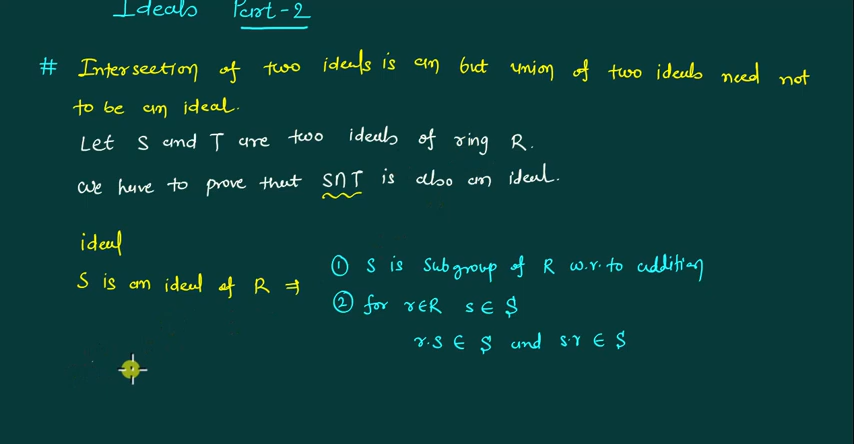 Ideals Part-2
# Intersection of two ideals is an but union of two ideals need not
to be an ideal.
Let S and T are two ideals of ring R.
We have to prove that S∩T is also an ideal.
ideal
S is an ideal of R ⇒
① S is subgroup of R w.r.to addition
② for r∈R s∈S
r.s ∈ S and s.r ∈ S